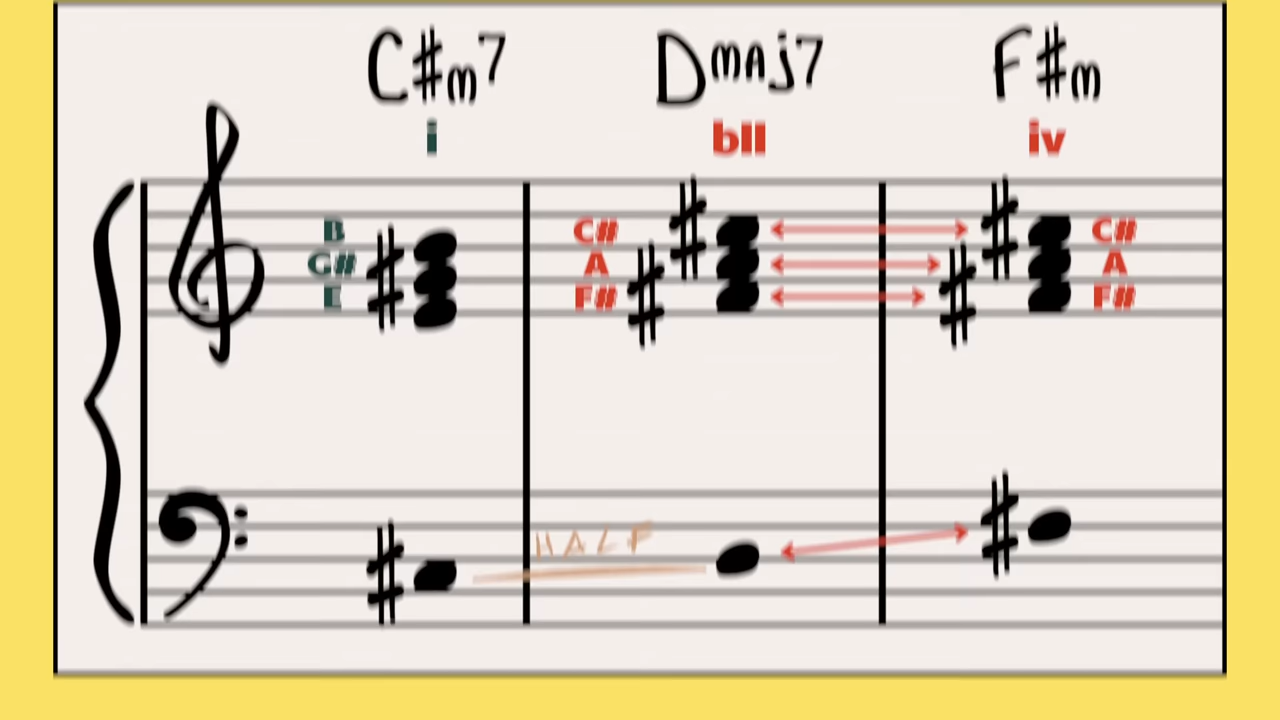 C#m7 Dmaj7 F#m
i bII iv
B C# C#
G# A A
E F# F#
HALF